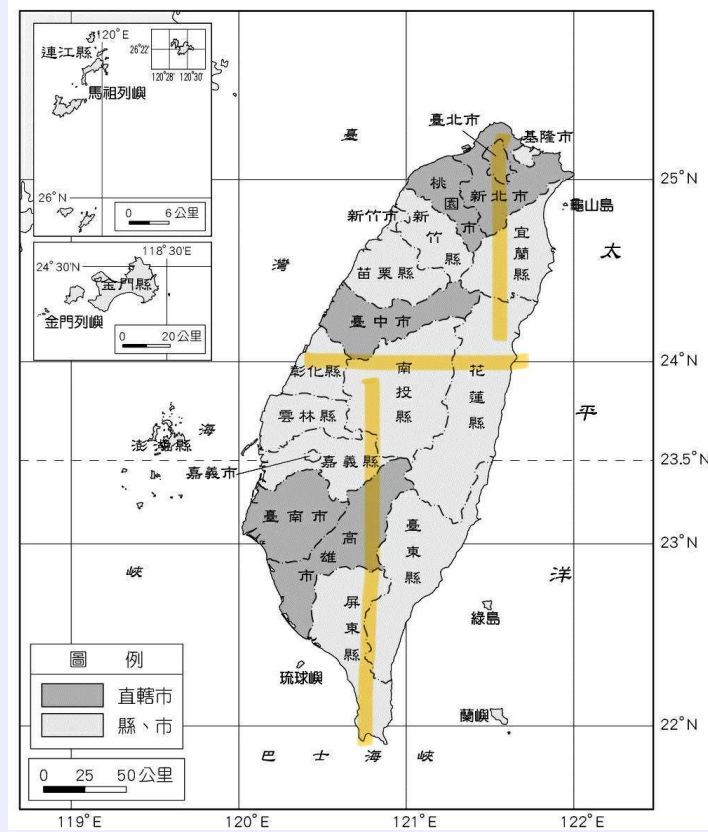 120°E
連江縣
26°22'
120°28' 120°30'
馬祖列嶼
26°N
0 6公里
118°30'E
24°30'N
金門縣
金門列嶼
0 20公里
臺灣海峽
太平洋
巴士海峽
臺北市
基隆市
桃園市
新北市
25°N
龜山島
新竹市
新竹縣
宜蘭縣
苗栗縣
臺中市
24°N
彰化縣
南投縣
花蓮縣
雲林縣
澎湖縣
嘉義縣
嘉義市
23.5°N
臺南市
高雄市
臺東縣
23°N
屏東縣
綠島
琉球嶼
蘭嶼
22°N
圖例
直轄市
縣、市
0 25 50公里
119°E 120°E 121°E 122°E